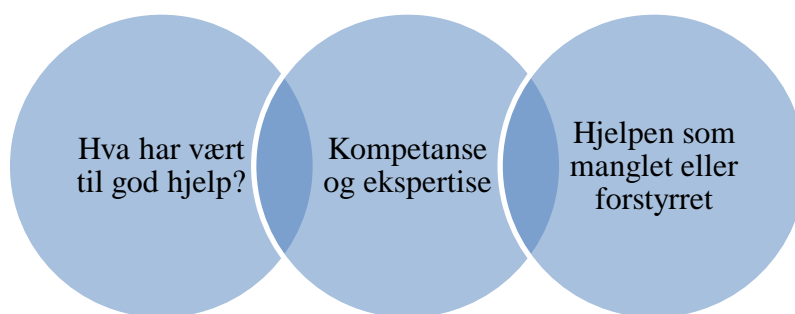 Hva har vært
til god hjelp?
Kompetanse
og ekspertise
Hjelpen som
manglet eller
forstyrret